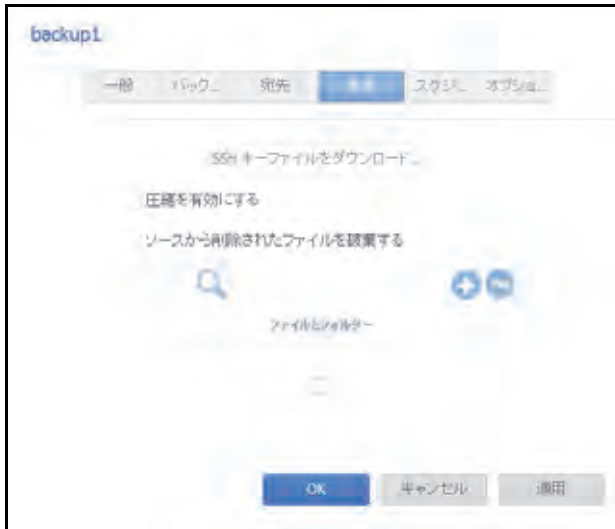 backup1
一般 バック... 宛先 スケジ... オプショ...
SSH キーファイルをダウンロード...
圧縮を有効にする
ソースから削除されたファイルを破棄する
ファイルとフォルダー
OK キャンセル 適用